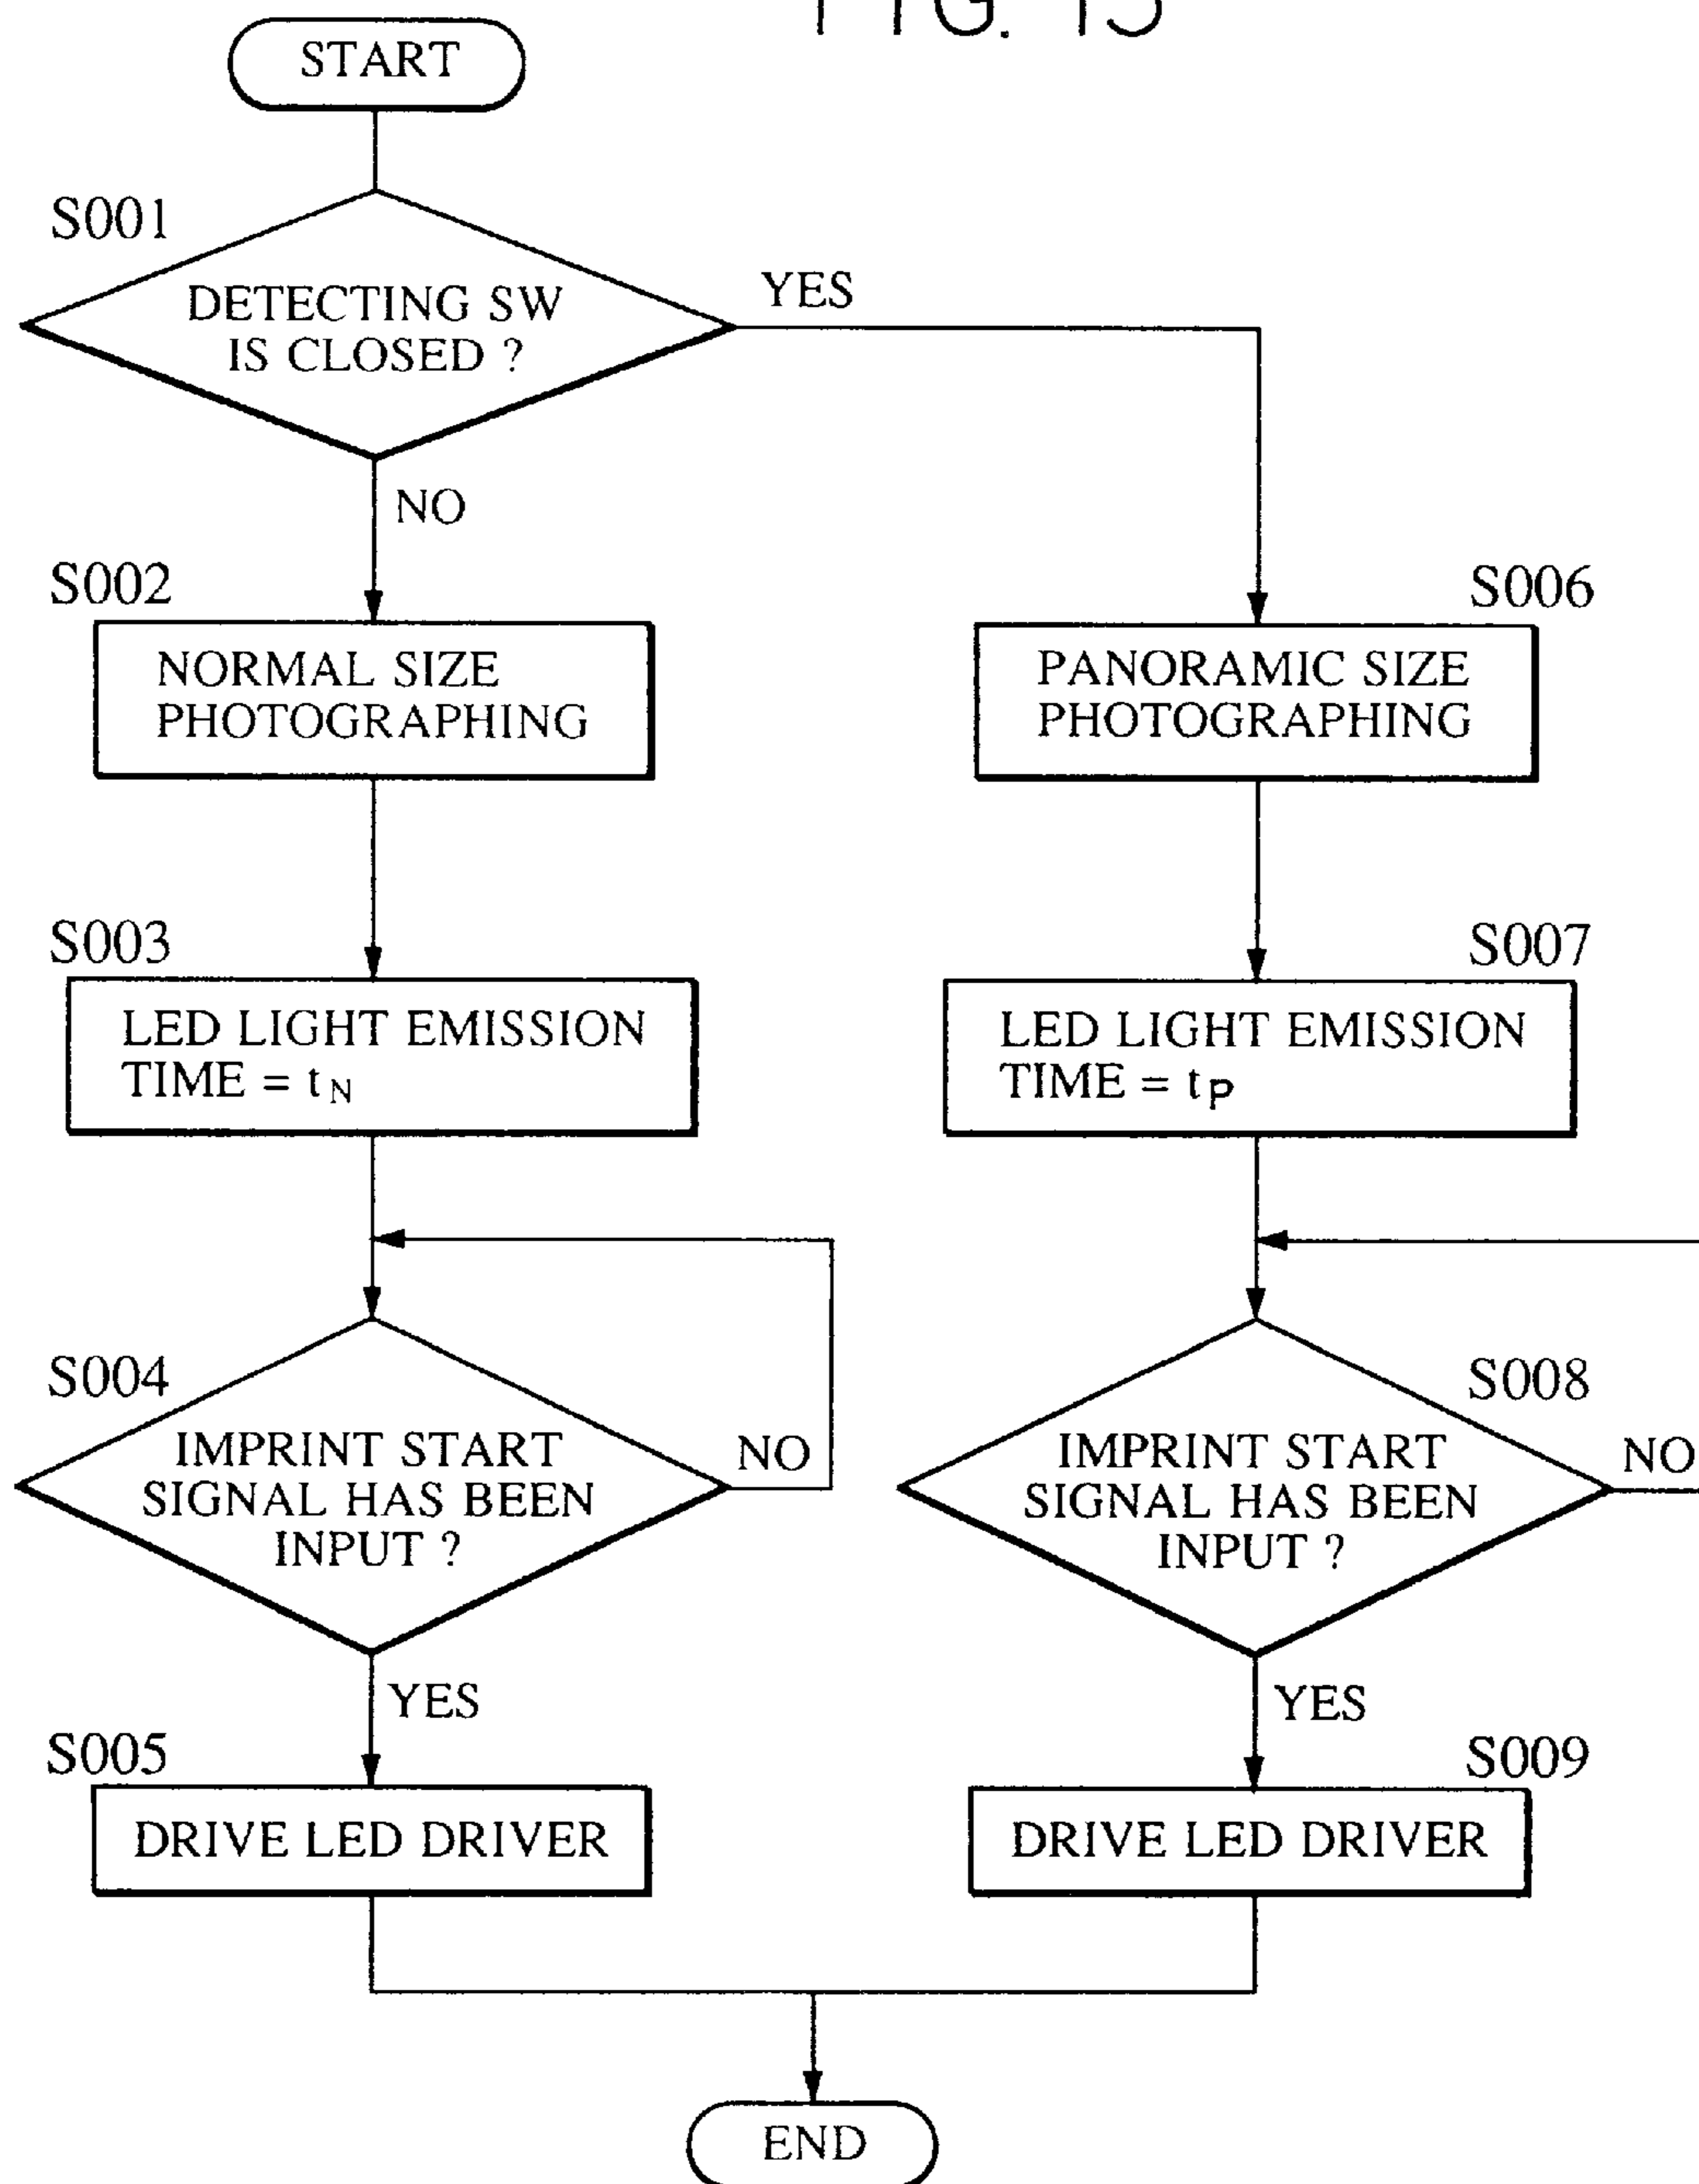 FIG.
START
S001
DETECTING SW
IS CLOSED ?
YES
NO
S002
NORMAL SIZE
PHOTOGRAPHING
S003
LED LIGHT EMISSION
TIME = tN
S004
IMPRINT START
SIGNAL HAS BEEN
INPUT ?
NO
YES
S005
DRIVE LED DRIVER
S006
PANORAMIC SIZE
PHOTOGRAPHING
S007
LED LIGHT EMISSION
TIME = tP
S008
IMPRINT START
SIGNAL HAS BEEN
INPUT ?
NO
YES
S009
DRIVE LED DRIVER
END